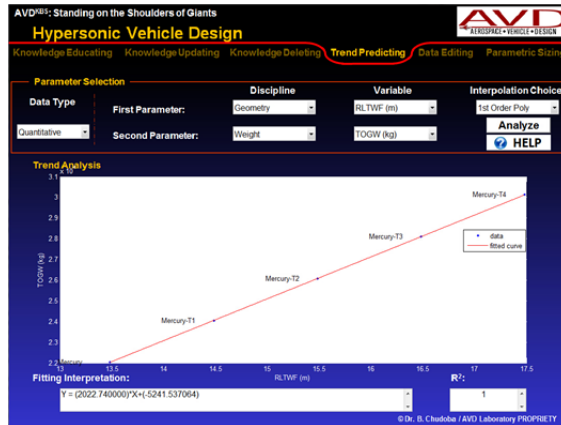 AVDKBS: Standing on the Shoulders of Giants
AVD
AEROSPACE • VEHICLE • DESIGN
Hypersonic Vehicle Design
Knowledge Educating Knowledge Updating Knowledge Deleting Trend Predicting Data Editing Parametric Sizing
Parameter Selection
Discipline Variable Interpolation Choice
Data Type
First Parameter: Geometry RLTWF (m) 1st Order Poly
Analyze
Quantitative
Second Parameter: Weight TOGW (kg)
HELP
Trend Analysis
x 10
3.1
3
2.9
2.8
2.7
2.6
2.5
2.4
2.3
2.2
TOGW (kg)
Mercury-T4
Mercury-T3
Mercury-T2
Mercury-T1
Mercury
data
fitted curve
13 13.5 14 14.5 15 15.5 16 16.5 17 17.5
RLTWF (m)
Fitting Interpretation: R²:
Y = (2022.740000)*X+(-5241.537064) 1
© Dr. B. Chudoba / AVD Laboratory PROPRIETY